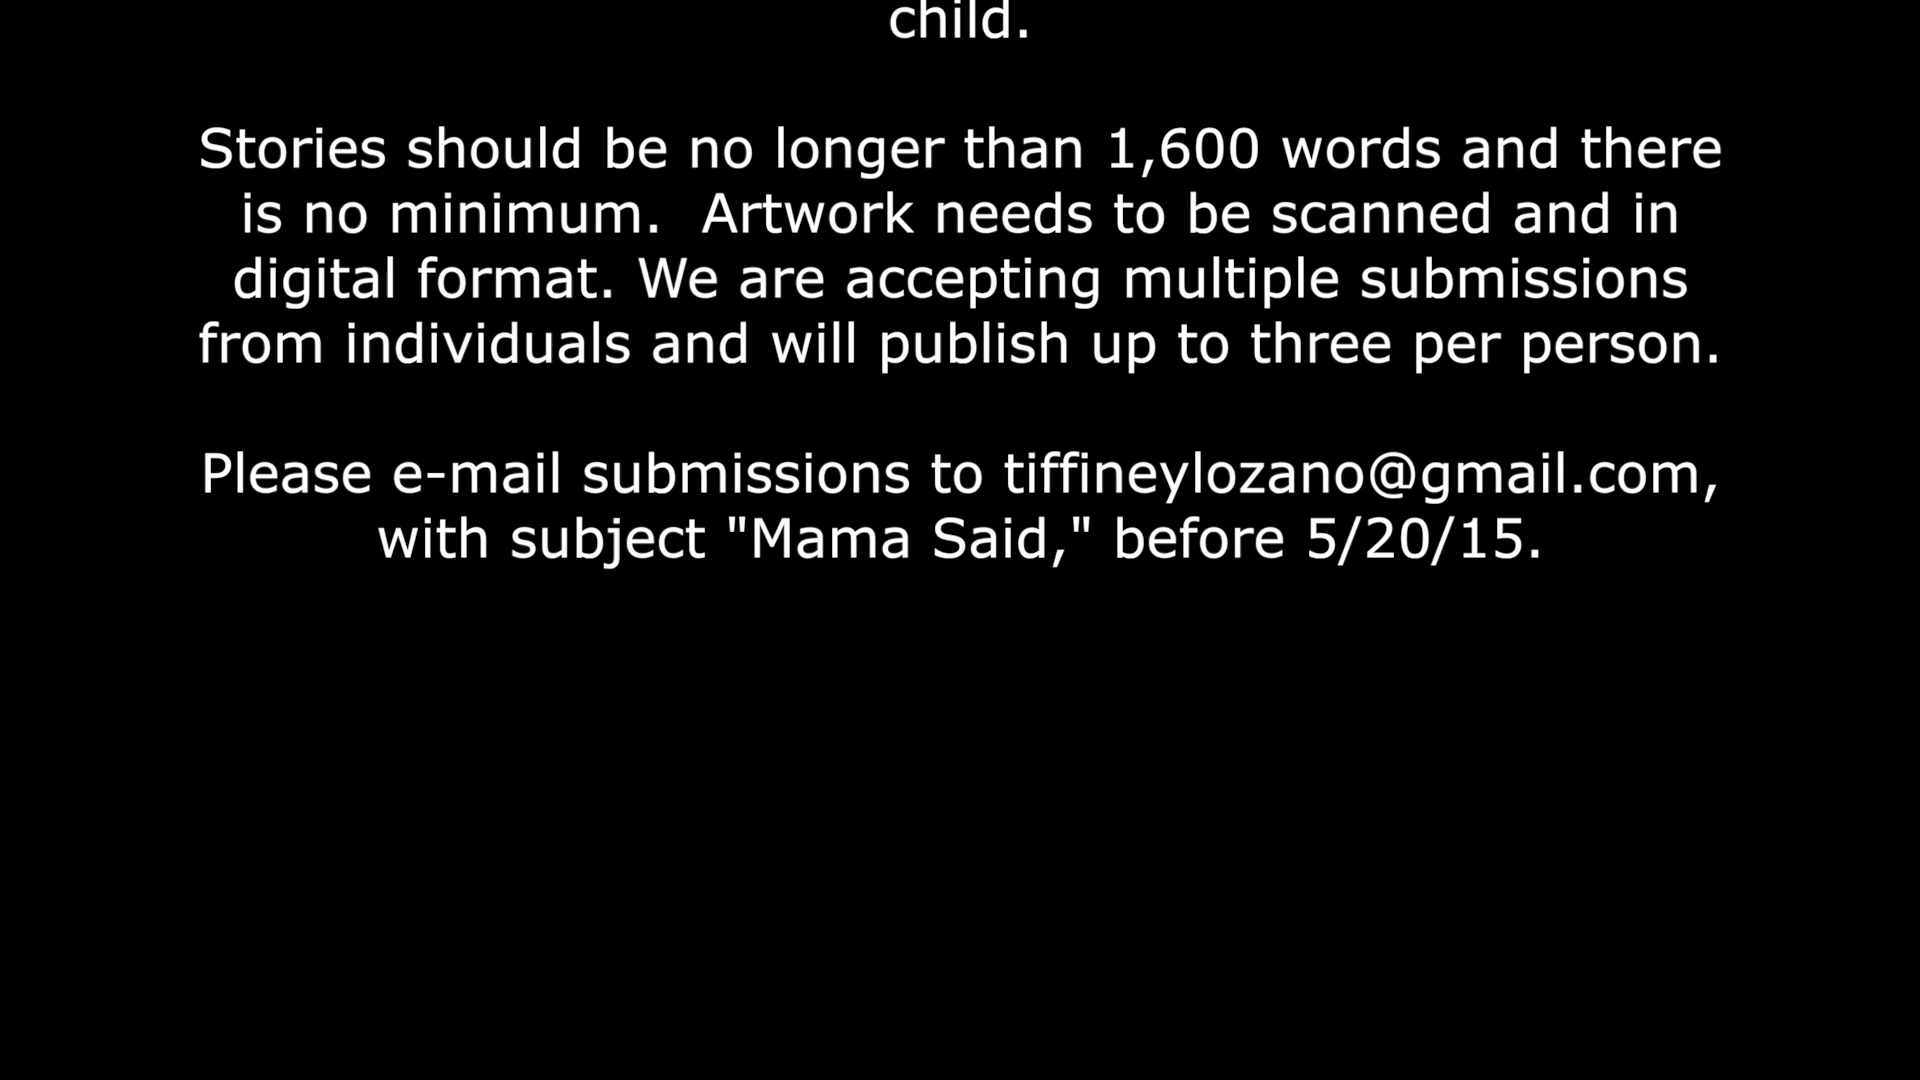 child.
Stories should be no longer than 1,600 words and there
is no minimum.  Artwork needs to be scanned and in
digital format. We are accepting multiple submissions
from individuals and will publish up to three per person.
Please e-mail submissions to tiffineylozano@gmail.com,
with subject "Mama Said," before 5/20/15.